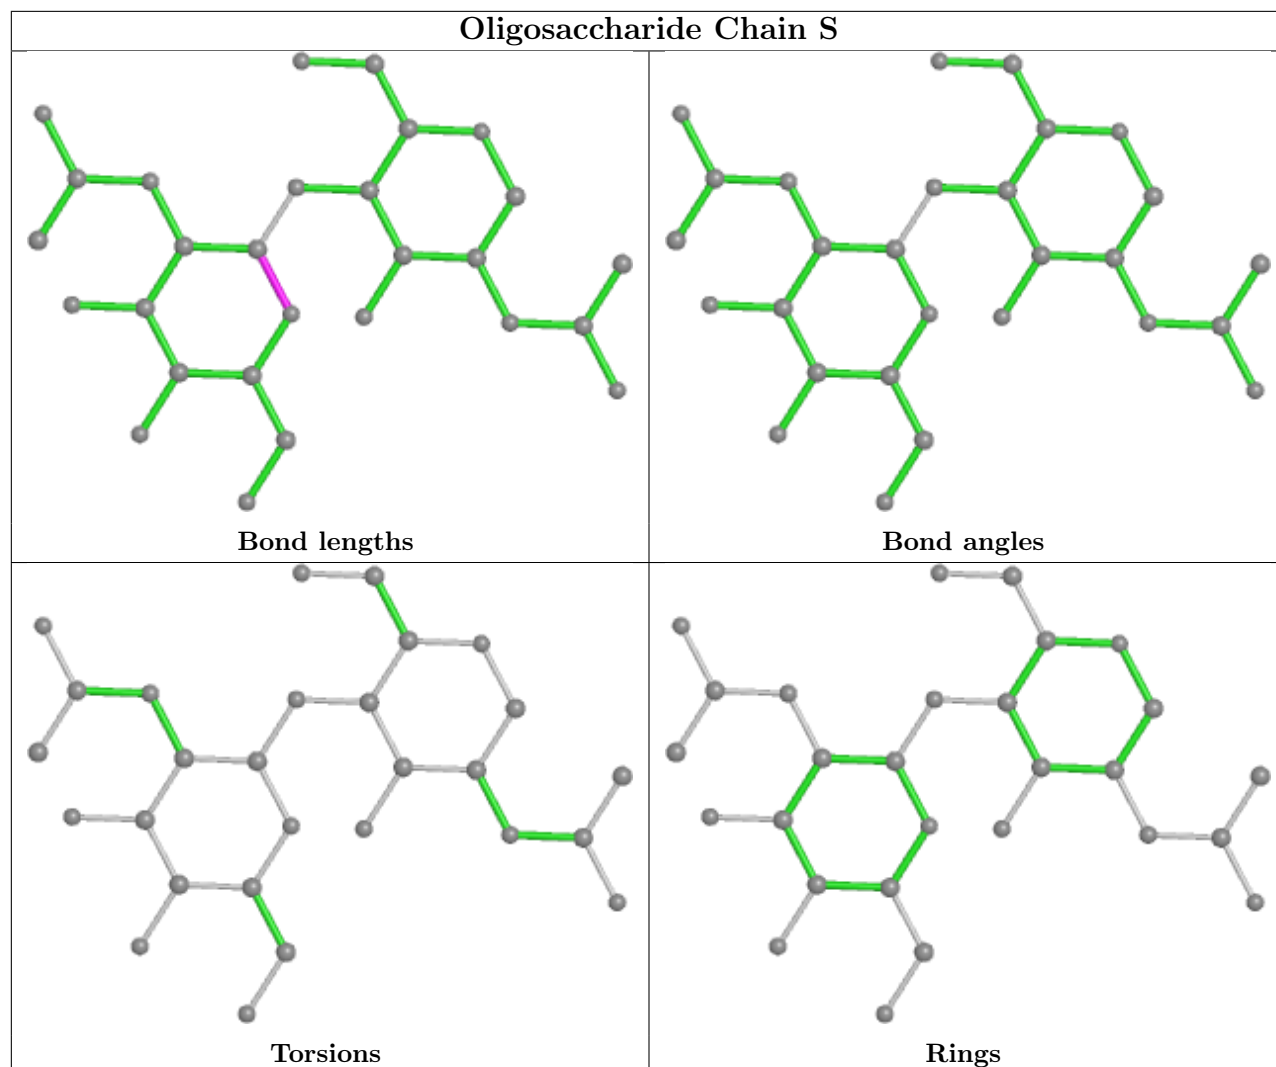 Oligosaccharide Chain S
Bond lengths
Bond angles
Torsions
Rings